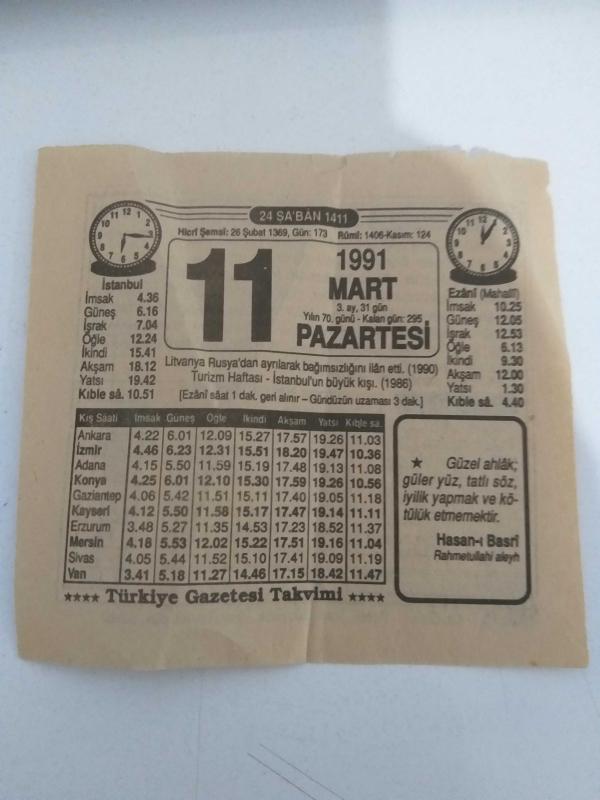 24 ŞA'BAN 1411
Hicrî Şemsî: 26 Şubat 1369, Gün: 173 Rûmî: 1406-Kasım: 124
11
1991
MART
3. ay, 31 gün
Yılın 70. günü - Kalan gün: 295
PAZARTESİ
İstanbul
İmsak 4.36
Güneş 6.16
İşrak 7.04
Öğle 12.24
İkindi 15.41
Akşam 18.12
Yatsı 19.42
Kıble sâ. 10.51
Ezânî (Mahallî)
İmsak 10.25
Güneş 12.05
İşrak 12.53
Öğle 6.13
İkindi 9.30
Akşam 12.00
Yatsı 1.30
Kıble sâ. 4.40
Litvanya Rusya'dan ayrılarak bağımsızlığını ilân etti. (1990)
Turizm Haftası - İstanbul'un büyük kışı. (1986)
[Ezânî sâat 1 dak. geri alınır – Gündüzün uzaması 3 dak.]
Kış Sâati İmsak Güneş Öğle İkindi Akşam Yatsı Kıble sa.
Ankara 4.22 6.01 12.09 15.27 17.57 19.26 11.03
İzmir 4.46 6.23 12.31 15.51 18.20 19.47 10.36
Adana 4.15 5.50 11.59 15.19 17.48 19.13 11.08
Konya 4.25 6.01 12.10 15.30 17.59 19.26 10.56
Gaziantep 4.06 5.42 11.51 15.11 17.40 19.05 11.18
Kayseri 4.12 5.50 11.58 15.17 17.47 19.14 11.11
Erzurum 3.48 5.27 11.35 14.53 17.23 18.52 11.37
Mersin 4.18 5.53 12.02 15.22 17.51 19.16 11.04
Sivas 4.05 5.44 11.52 15.10 17.41 19.09 11.19
Van 3.41 5.18 11.27 14.46 17.15 18.42 11.47
★★★★ Türkiye Gazetesi Takvimi ★★★★
★ Güzel ahlâk;
güler yüz, tatlı söz,
iyilik yapmak ve kö-
tülük etmemektir.
Hasan-ı Basrî
Rahmetullahi aleyh